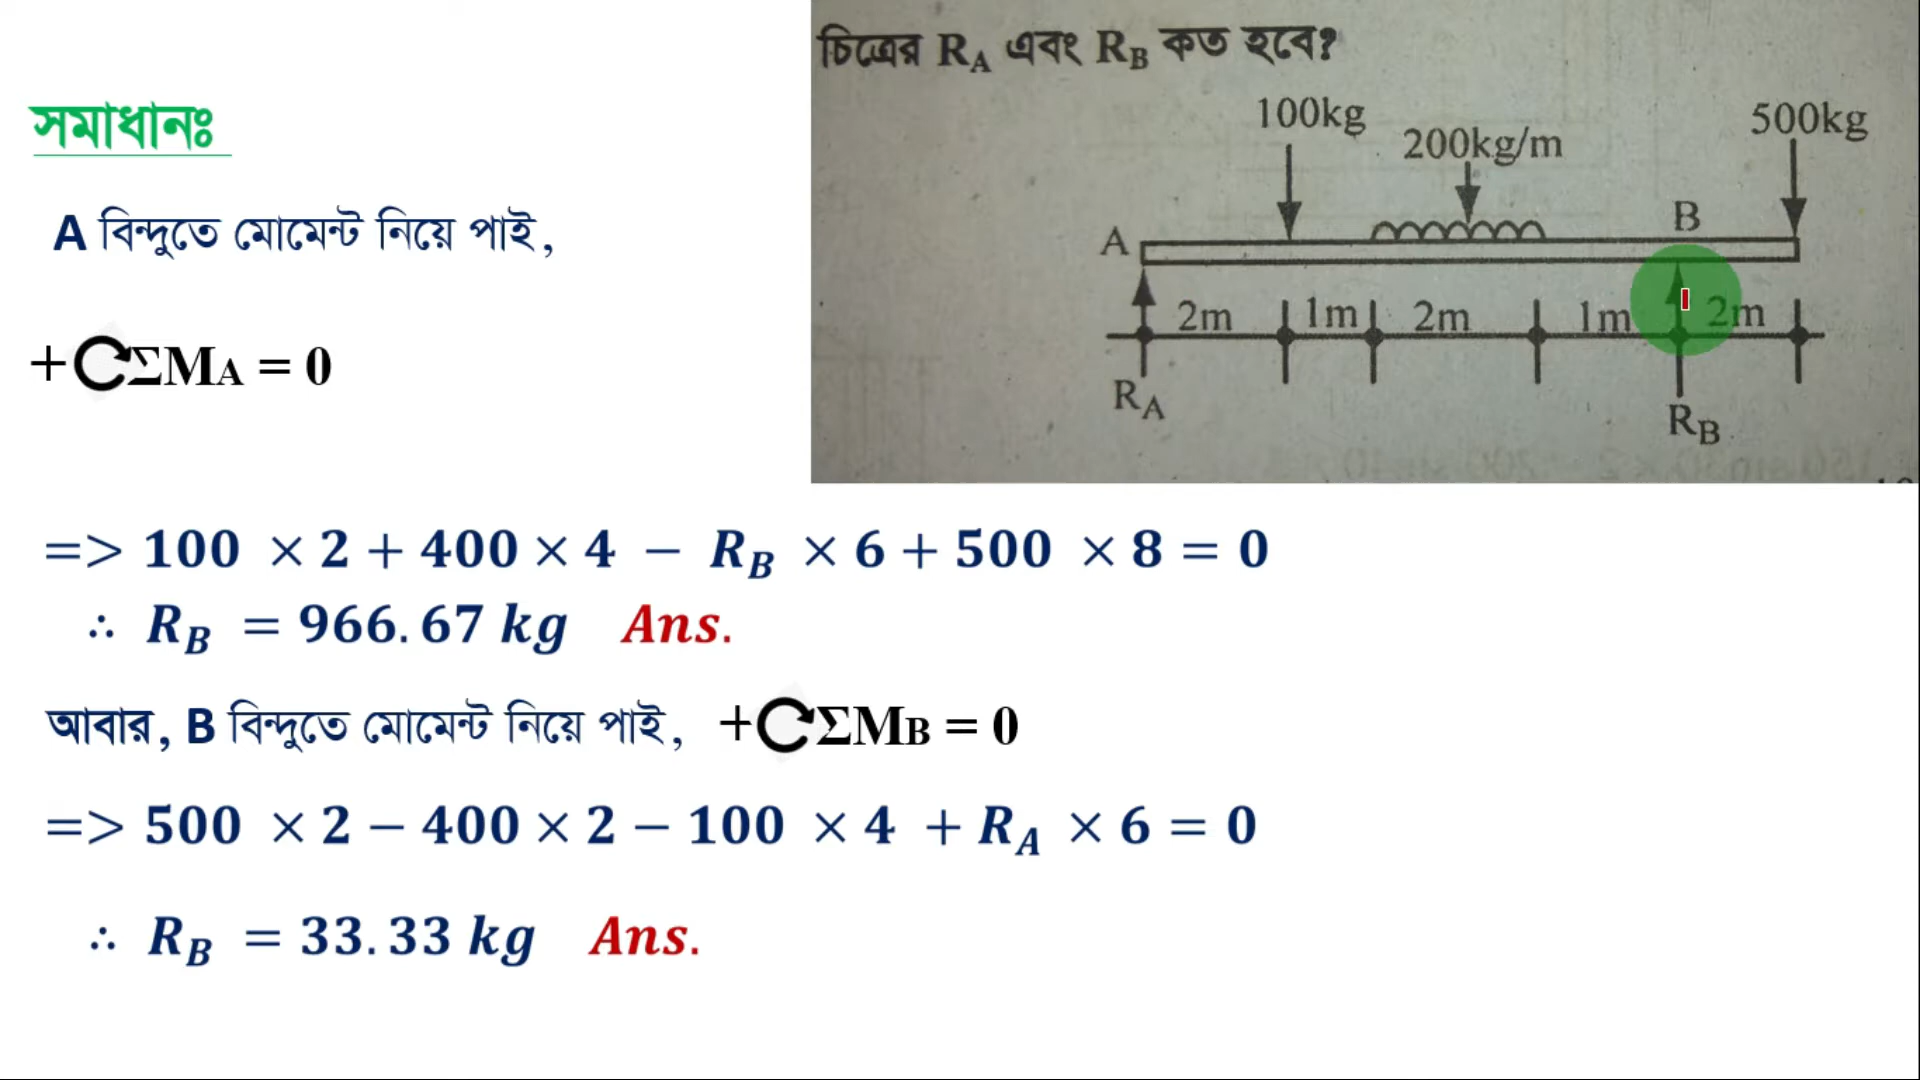 চিত্রের R_A এবং R_B কত হবে?
100kg
200kg/m
500kg
A
B
2m
1m
2m
1m
2m
R_A
R_B
সমাধানঃ
A বিন্দুতে মোমেন্ট নিয়ে পাই,
+ ΣM_A = 0
=> 100 × 2 + 400 × 4 − R_B × 6 + 500 × 8 = 0
∴ R_B = 966.67 kg Ans.
আবার, B বিন্দুতে মোমেন্ট নিয়ে পাই, + ΣM_B = 0
=> 500 × 2 − 400 × 2 − 100 × 4 + R_A × 6 = 0
∴ R_B = 33.33 kg Ans.